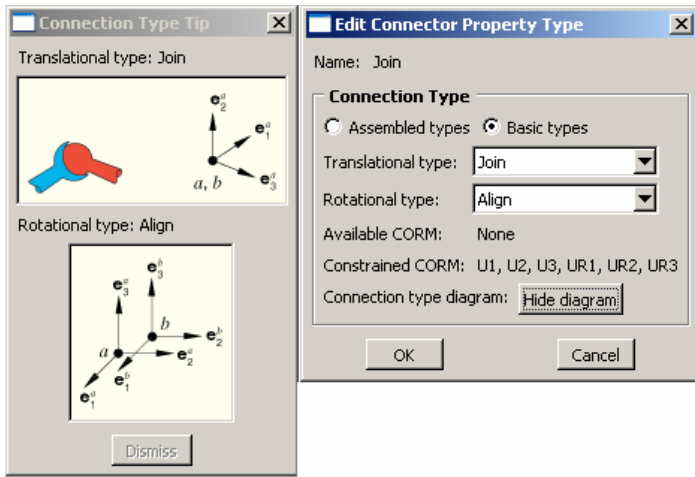 Connection Type Tip
Translational type: Join
e₂ᵃ
e₁ᵃ
a, b
e₃ᵃ
Rotational type: Align
e₃ᵇ
e₃ᵃ
b
a
e₂ᵇ
e₂ᵃ
e₁ᵇ
e₁ᵃ
Dismiss
Edit Connector Property Type
Name: Join
Connection Type
Assembled types Basic types
Translational type: Join
Rotational type: Align
Available CORM: None
Constrained CORM: U1, U2, U3, UR1, UR2, UR3
Connection type diagram: Hide diagram
OK Cancel